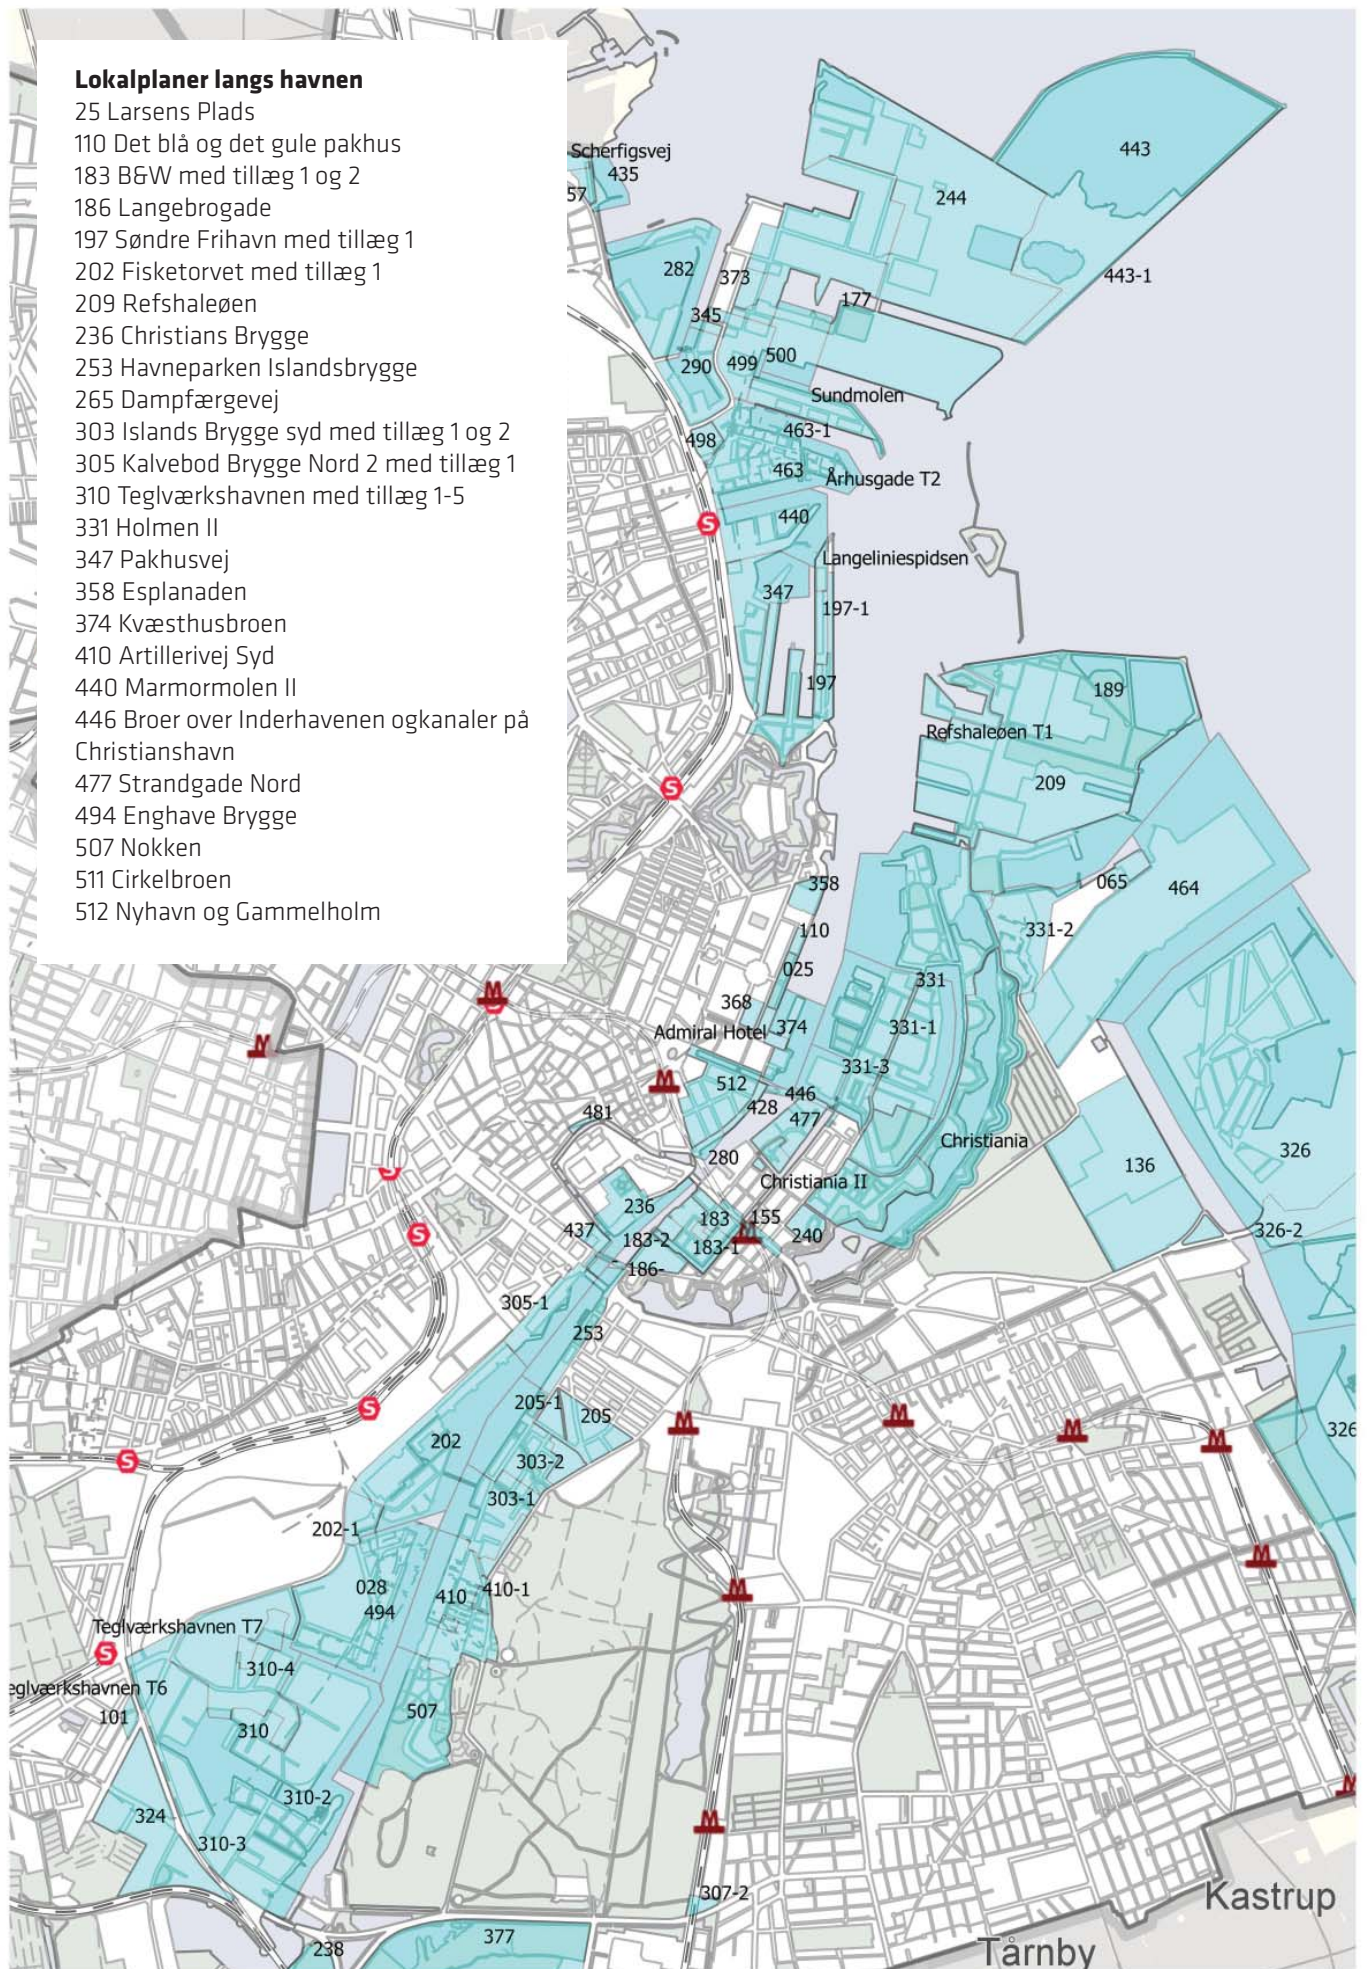 Lokalplaner langs havnen
25 Larsens Plads
110 Det blå og det gule pakhus
183 B&W med tillæg 1 og 2
186 Langebrogade
197 Søndre Frihavn med tillæg 1
202 Fisketorvet med tillæg 1
209 Refshaleøen
236 Christians Brygge
253 Havneparken Islandsbrygge
265 Dampfærgevej
303 Islands Brygge syd med tillæg 1 og 2
305 Kalvebod Brygge Nord 2 med tillæg 1
310 Teglværkshavnen med tillæg 1-5
331 Holmen II
347 Pakhusvej
358 Esplanaden
374 Kvæsthusbroen
410 Artillerivej Syd
440 Marmormolen II
446 Broer over Inderhavenen ogkanaler på
Christianshavn
477 Strandgade Nord
494 Enghave Brygge
507 Nokken
511 Cirkelbroen
512 Nyhavn og Gammelholm
Scherfigsvej
435
57
443
244
282
373
443-1
177
345
290
499
500
Sundmolen
463-1
498
463
Århusgade T2
440
S
Langeliniespidsen
347
197-1
197
189
Refshaleøen T1
209
S
358
065
464
110
331-2
025
331
M
368
Admiral Hotel
374
331-1
M
331-3
M
512
446
428
477
481
Christiania
326
280
136
Christiania II
S
236
183
155
326-2
S
437
183-2
183-1
M
240
186-
305-1
253
S
205-1
205
M
M
M
M
326
202
S
303-2
303-1
202-1
M
028
410
410-1
M
494
Teglværkshavnen T7
S
310-4
eglværkshavnen T6
101
310
507
310-2
M
324
M
310-3
307-2
Kastrup
377
238
Tårnby